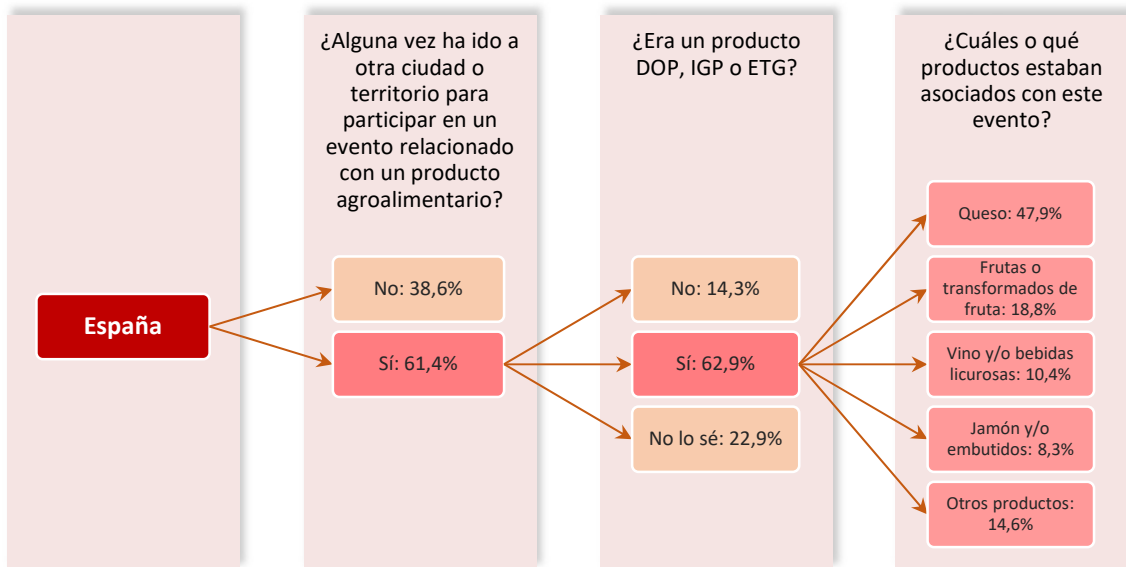 ¿Alguna vez ha ido a
otra ciudad o
territorio para
participar en un
evento relacionado
con un producto
agroalimentario?
¿Era un producto
DOP, IGP o ETG?
¿Cuáles o qué
productos estaban
asociados con este
evento?
España
No: 38,6%
Sí: 61,4%
No: 14,3%
Sí: 62,9%
No lo sé: 22,9%
Queso: 47,9%
Frutas o
transformados de
fruta: 18,8%
Vino y/o bebidas
licurosas: 10,4%
Jamón y/o
embutidos: 8,3%
Otros productos:
14,6%